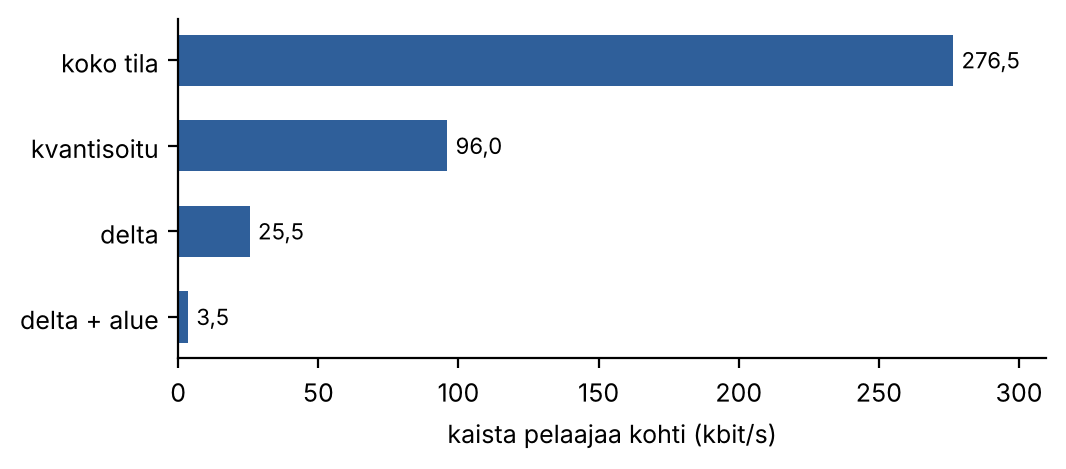 koko tila 276,5
kvantisoitu 96,0
delta 25,5
delta + alue 3,5
0 50 100 150 200 250 300
kaista pelaajaa kohti (kbit/s)